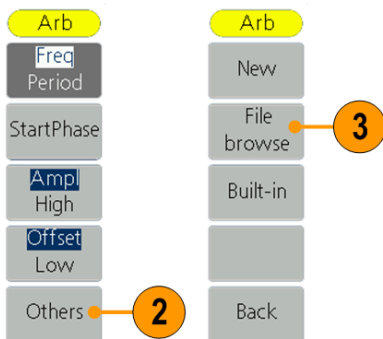 Arb
Freq
Period
StartPhase
Ampl
High
Offset
Low
Others
2
Arb
New
File
browse
3
Built-in
Back